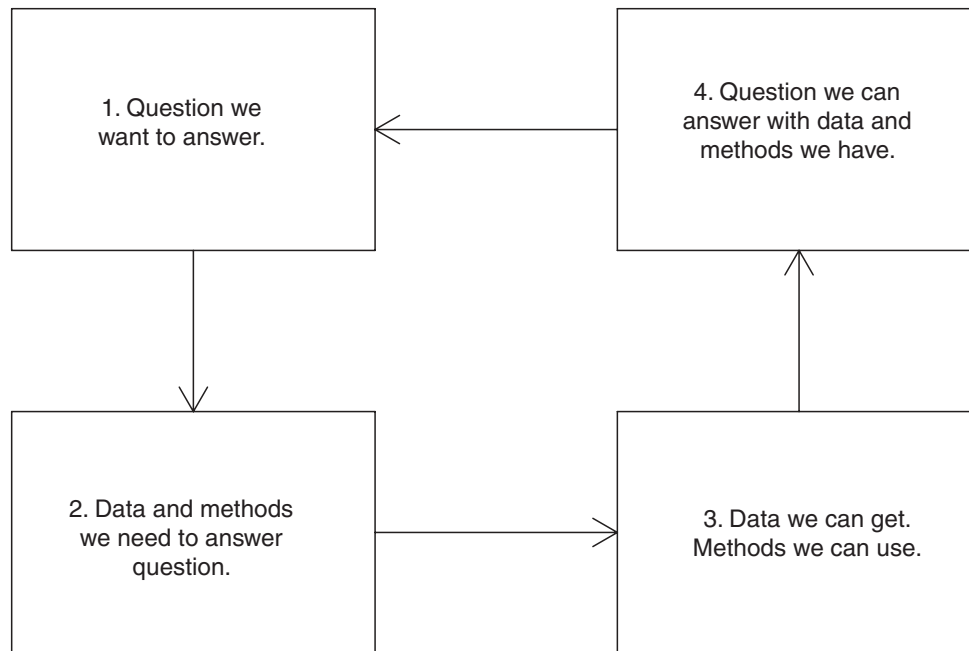 1. Question we
want to answer.
2. Data and methods
we need to answer
question.
3. Data we can get.
Methods we can use.
4. Question we can
answer with data and
methods we have.